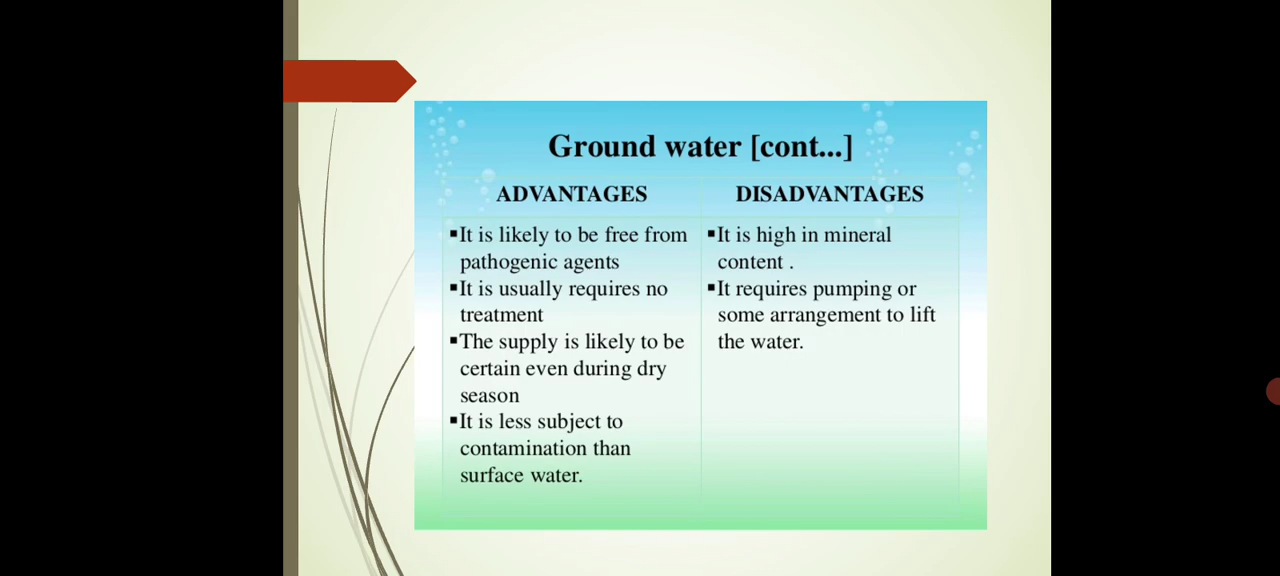 Ground water [cont...]
ADVANTAGES
▪It is likely to be free from
pathogenic agents
▪It is usually requires no
treatment
▪The supply is likely to be
certain even during dry
season
▪It is less subject to
contamination than
surface water.
DISADVANTAGES
▪It is high in mineral
content .
▪It requires pumping or
some arrangement to lift
the water.